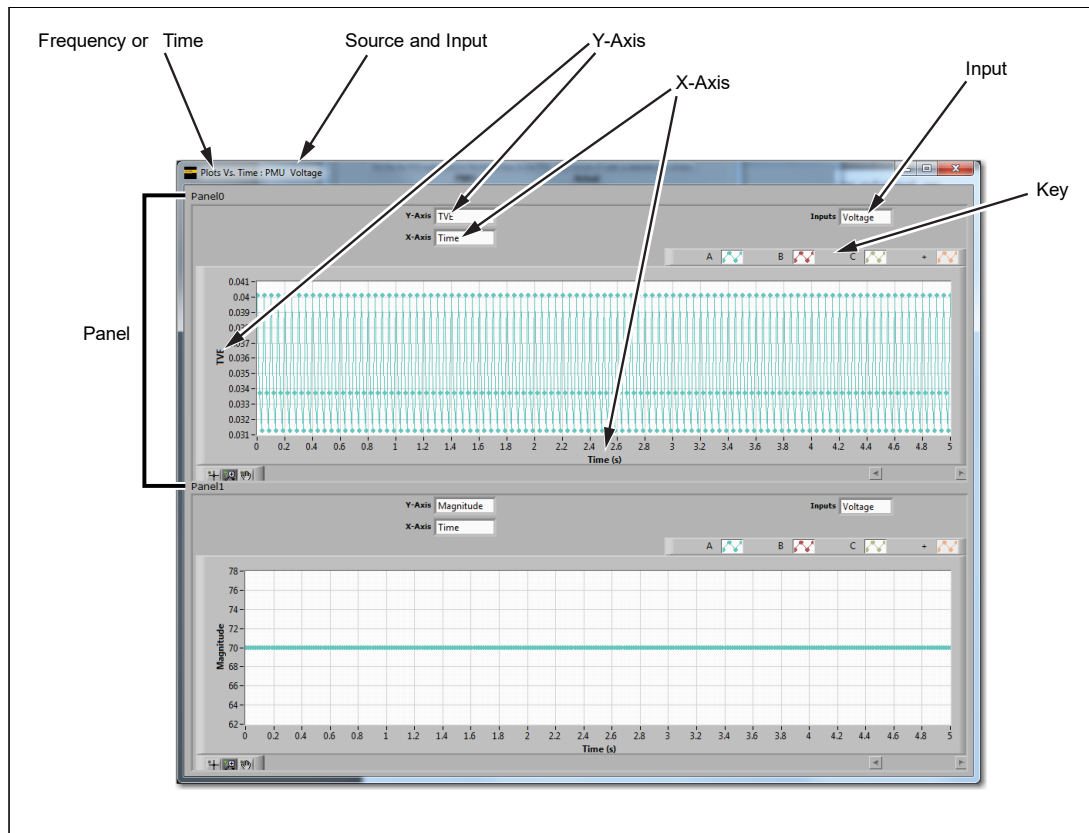 Frequency or Time
Source and Input
Y-Axis
X-Axis
Input
Key
Panel
Plots Vs. Time : PMU Voltage
Panel0
Y-Axis TVE
Inputs Voltage
X-Axis Time
A B C +
0.041
0.04
0.039
0.038
0.037
0.036
0.035
0.034
0.033
0.032
0.031
TVE
0 0.2 0.4 0.6 0.8 1 1.2 1.4 1.6 1.8 2 2.2 2.4 2.6 2.8 3 3.2 3.4 3.6 3.8 4 4.2 4.4 4.6 4.8 5
Time (s)
Panel1
Y-Axis Magnitude
Inputs Voltage
X-Axis Time
A B C +
78
76
74
72
70
68
66
64
62
Magnitude
0 0.2 0.4 0.6 0.8 1 1.2 1.4 1.6 1.8 2 2.2 2.4 2.6 2.8 3 3.2 3.4 3.6 3.8 4 4.2 4.4 4.6 4.8 5
Time (s)